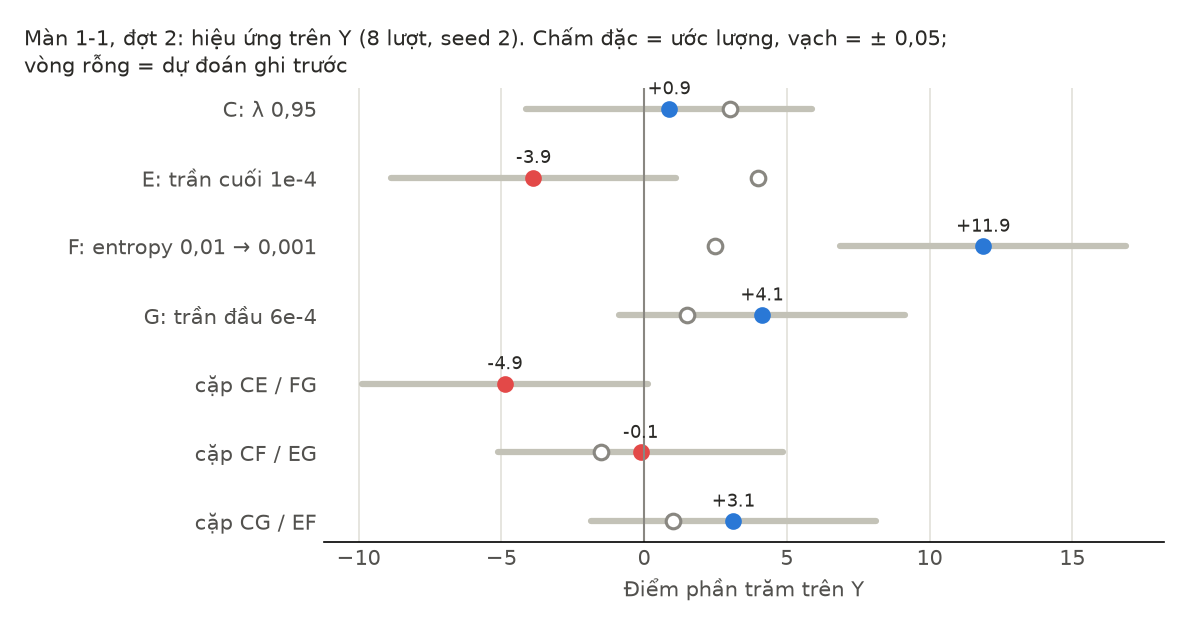 Màn 1-1, đợt 2: hiệu ứng trên Y (8 lượt, seed 2). Chấm đặc = ước lượng, vạch = ± 0,05;
vòng rỗng = dự đoán ghi trước
+0.9
C: λ 0,95
-3.9
E: trần cuối 1e-4
+11.9
F: entropy 0,01 → 0,001
+4.1
G: trần đầu 6e-4
-4.9
cặp CE / FG
-0.1
cặp CF / EG
+3.1
cặp CG / EF
−10 −5 0 5 10 15
Điểm phần trăm trên Y